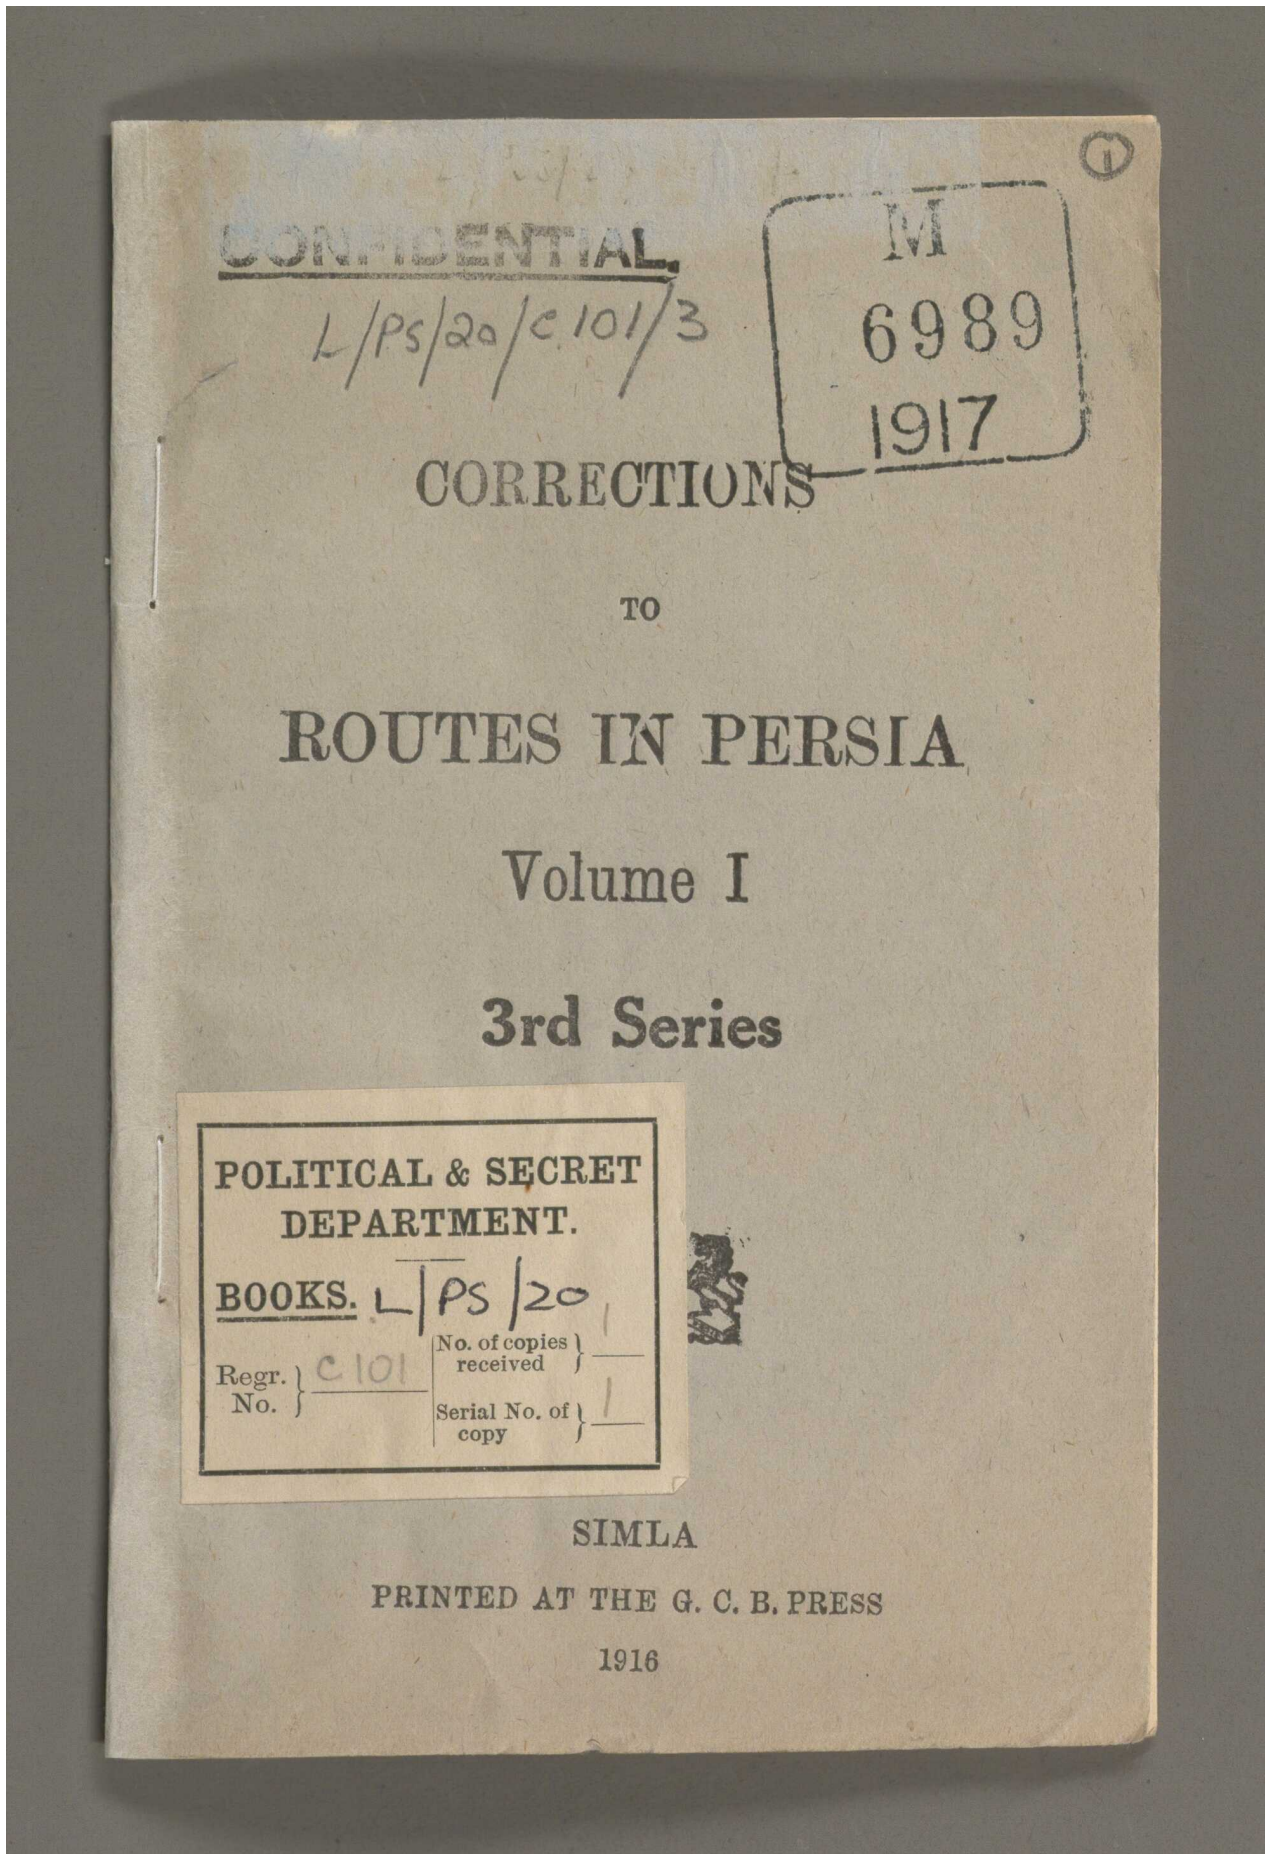 1
CONFIDENTIAL.
L/PS/20/C.101/3
M
6989
1917
CORRECTIONS
TO
ROUTES IN PERSIA
Volume I
3rd Series
POLITICAL & SECRET
DEPARTMENT.
BOOKS. L/PS/20
Regr. No. } C101
No. of copies received } 1
Serial No. of copy } 1
SIMLA
PRINTED AT THE G. C. B. PRESS
1916